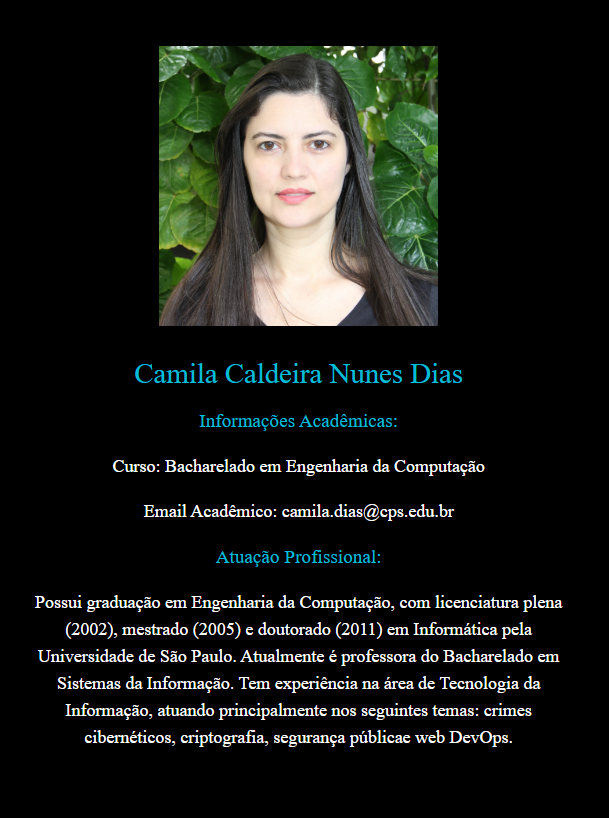 Camila Caldeira Nunes Dias
Informações Acadêmicas:
Curso: Bacharelado em Engenharia da Computação
Email Acadêmico: camila.dias@cps.edu.br
Atuação Profissional:
Possui graduação em Engenharia da Computação, com licenciatura plena
(2002), mestrado (2005) e doutorado (2011) em Informática pela
Universidade de São Paulo. Atualmente é professora do Bacharelado em
Sistemas da Informação. Tem experiência na área de Tecnologia da
Informação, atuando principalmente nos seguintes temas: crimes
cibernéticos, criptografia, segurança públicae web DevOps.